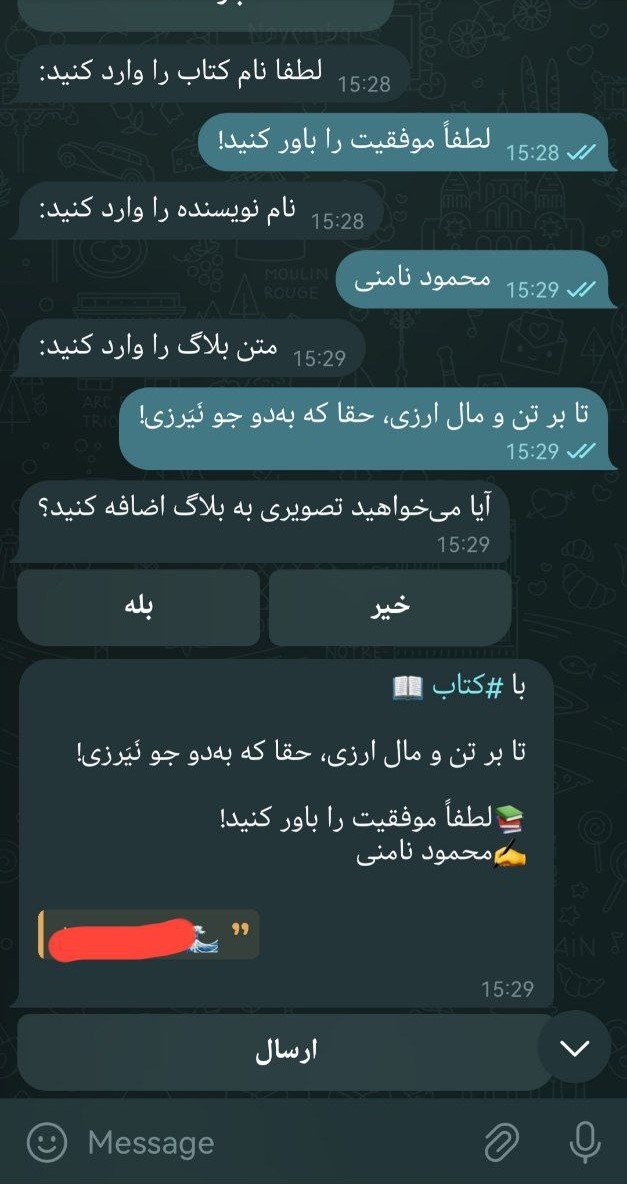 لطفا نام کتاب را وارد کنید:
15:28
لطفاً موفقیت را باور کنید!
15:28
نام نویسنده را وارد کنید:
15:28
محمود نامنی
15:29
متن بلاگ را وارد کنید:
15:29
تا بر تن و مال ارزی، حقا که به‌دو جو نَیَرزی!
15:29
آیا می‌خواهید تصویری به بلاگ اضافه کنید؟
15:29
بله
خیر
با #کتاب 📖
تا بر تن و مال ارزی، حقا که به‌دو جو نَیَرزی!
📚لطفاً موفقیت را باور کنید!
✍️محمود نامنی
🌊
15:29
ارسال
Message